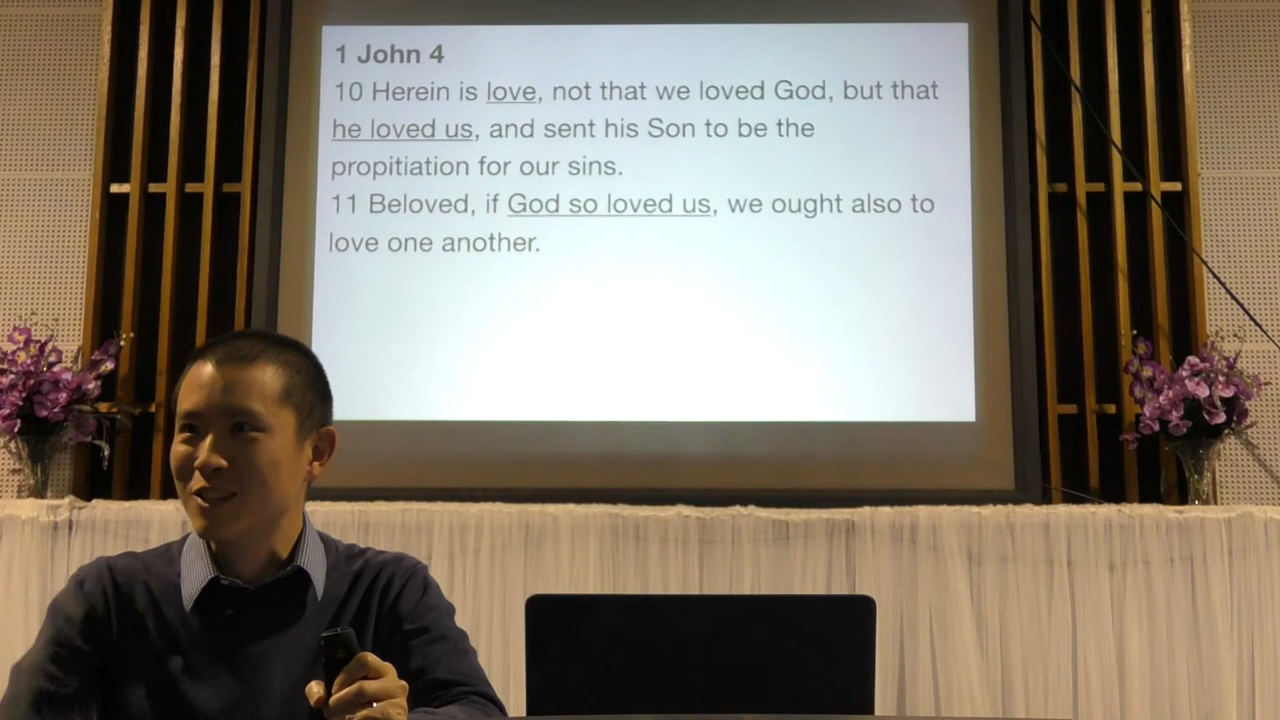 1 John 4
10 Herein is love, not that we loved God, but that
he loved us, and sent his Son to be the
propitiation for our sins.
11 Beloved, if God so loved us, we ought also to
love one another.